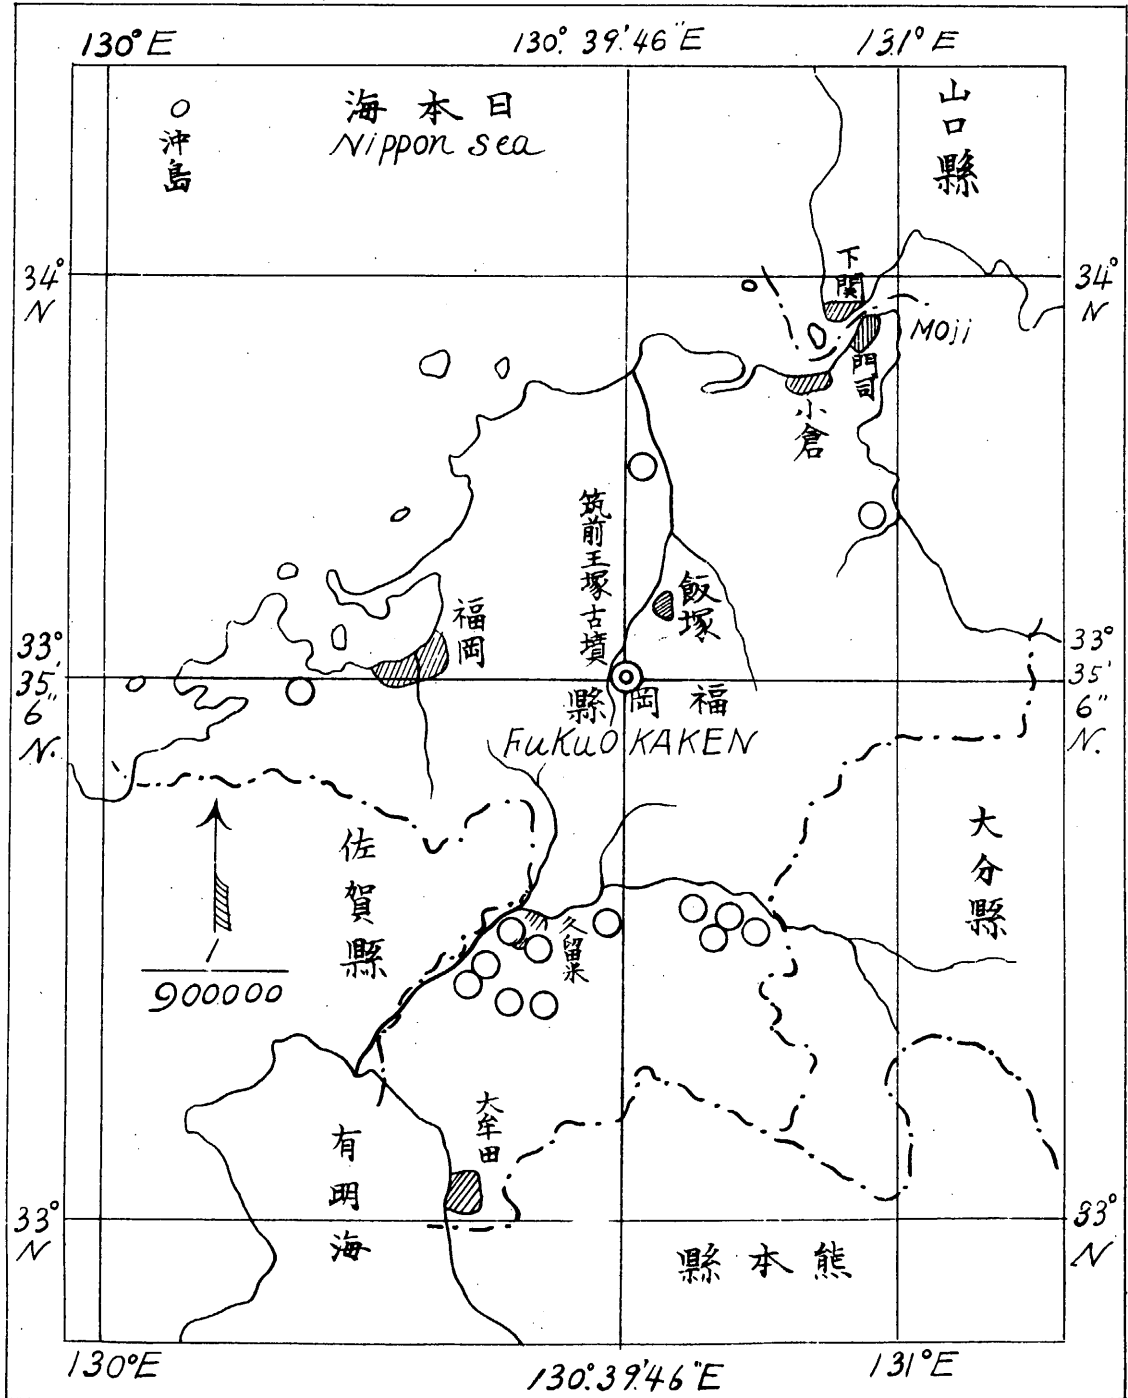 130°E
130°.39'.46"E
131°E
海本日
Nippon sea
沖島
山口縣
34°
N
34°
N
下關
Moji
門司
小倉
筑前王塚古墳
飯塚
福岡
33°
35'
6"
N.
33°
35'
6"
N.
縣岡福
FuKuOKAKEN
佐賀縣
大分縣
1
900000
久留米
大牟田
有明海
33°
N
33°
N
縣本熊
130°E
130°.39'.46"E
131°E